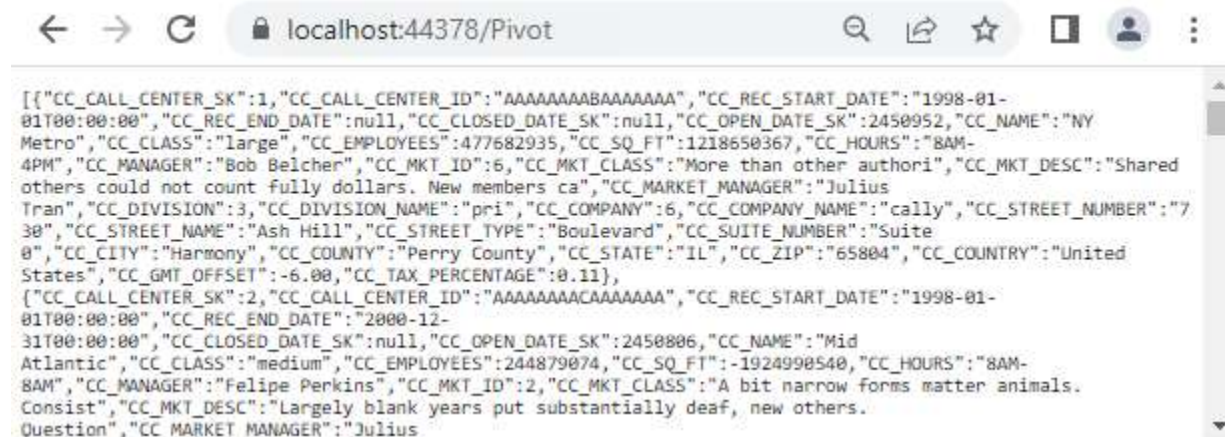 localhost:44378/Pivot
[{"CC_CALL_CENTER_SK":1,"CC_CALL_CENTER_ID":"AAAAAAAABAAAAAAA","CC_REC_START_DATE":"1998-01-
01T00:00:00","CC_REC_END_DATE":null,"CC_CLOSED_DATE_SK":null,"CC_OPEN_DATE_SK":2450952,"CC_NAME":"NY
Metro","CC_CLASS":"large","CC_EMPLOYEES":477682935,"CC_SQ_FT":1218650367,"CC_HOURS":"8AM-
4PM","CC_MANAGER":"Bob Belcher","CC_MKT_ID":6,"CC_MKT_CLASS":"More than other authori","CC_MKT_DESC":"Shared
others could not count fully dollars. New members ca","CC_MARKET_MANAGER":"Julius
Tran","CC_DIVISION":3,"CC_DIVISION_NAME":"pri","CC_COMPANY":6,"CC_COMPANY_NAME":"cally","CC_STREET_NUMBER":"7
30","CC_STREET_NAME":"Ash Hill","CC_STREET_TYPE":"Boulevard","CC_SUITE_NUMBER":"Suite
0","CC_CITY":"Harmony","CC_COUNTY":"Perry County","CC_STATE":"IL","CC_ZIP":"65804","CC_COUNTRY":"United
States","CC_GMT_OFFSET":-6.00,"CC_TAX_PERCENTAGE":0.11},
{"CC_CALL_CENTER_SK":2,"CC_CALL_CENTER_ID":"AAAAAAAACAAAAAAA","CC_REC_START_DATE":"1998-01-
01T00:00:00","CC_REC_END_DATE":"2000-12-
31T00:00:00","CC_CLOSED_DATE_SK":null,"CC_OPEN_DATE_SK":2450806,"CC_NAME":"Mid
Atlantic","CC_CLASS":"medium","CC_EMPLOYEES":244879074,"CC_SQ_FT":-1924990540,"CC_HOURS":"8AM-
8AM","CC_MANAGER":"Felipe Perkins","CC_MKT_ID":2,"CC_MKT_CLASS":"A bit narrow forms matter animals.
Consist","CC_MKT_DESC":"Largely blank years put substantially deaf, new others.
Question","CC_MARKET_MANAGER":"Julius